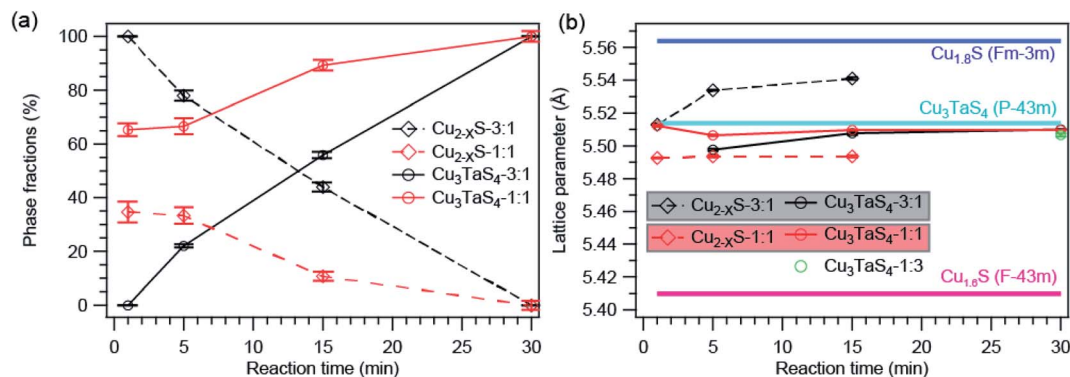 (a)
100
80
60
40
20
0
Phase fractions (%)
Cu2-XS-3:1
Cu2-XS-1:1
Cu3TaS4-3:1
Cu3TaS4-1:1
0 5 10 15 20 25 30
Reaction time (min)
(b)
5.56
5.54
5.52
5.50
5.48
5.46
5.44
5.42
5.40
Lattice parameter (Å)
Cu1.8S (Fm-3m)
Cu3TaS4 (P-43m)
Cu2-XS-3:1 Cu3TaS4-3:1
Cu2-XS-1:1 Cu3TaS4-1:1
Cu3TaS4-1:3
Cu1.6S (F-43m)
0 5 10 15 20 25 30
Reaction time (min)